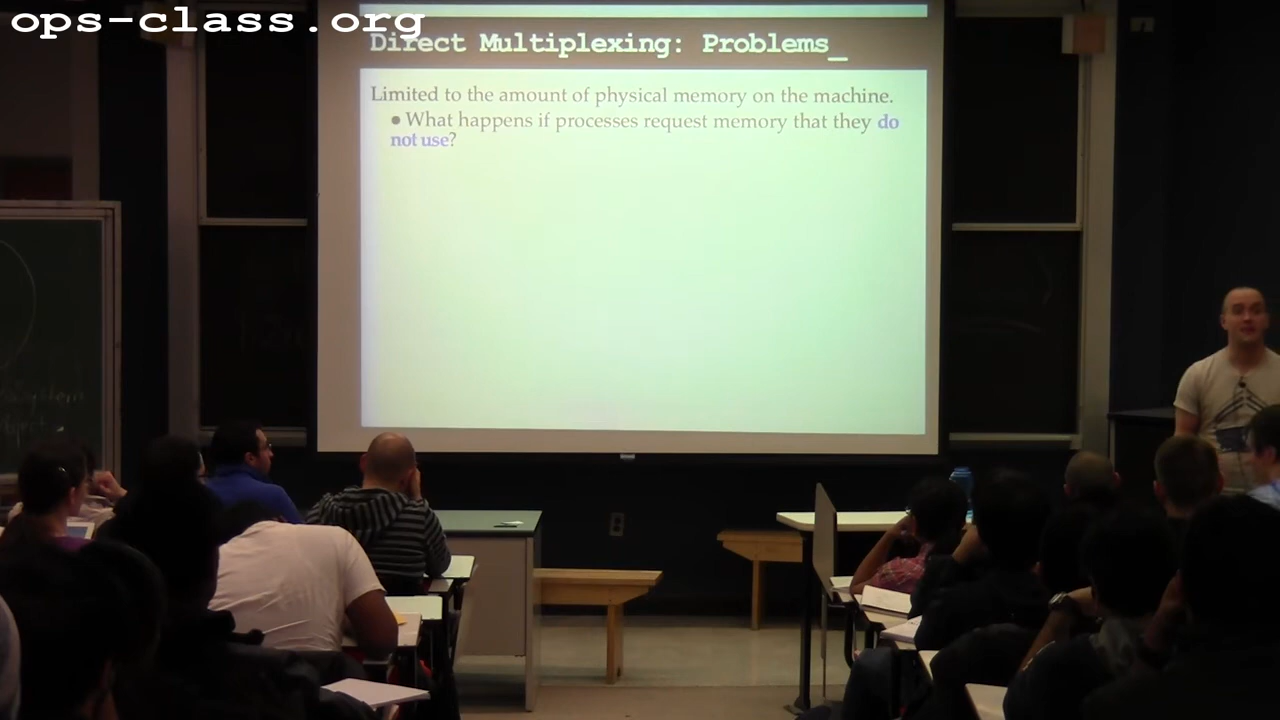 ops-class.org
Direct Multiplexing: Problems_
Limited to the amount of physical memory on the machine.
• What happens if processes request memory that they do
not use?